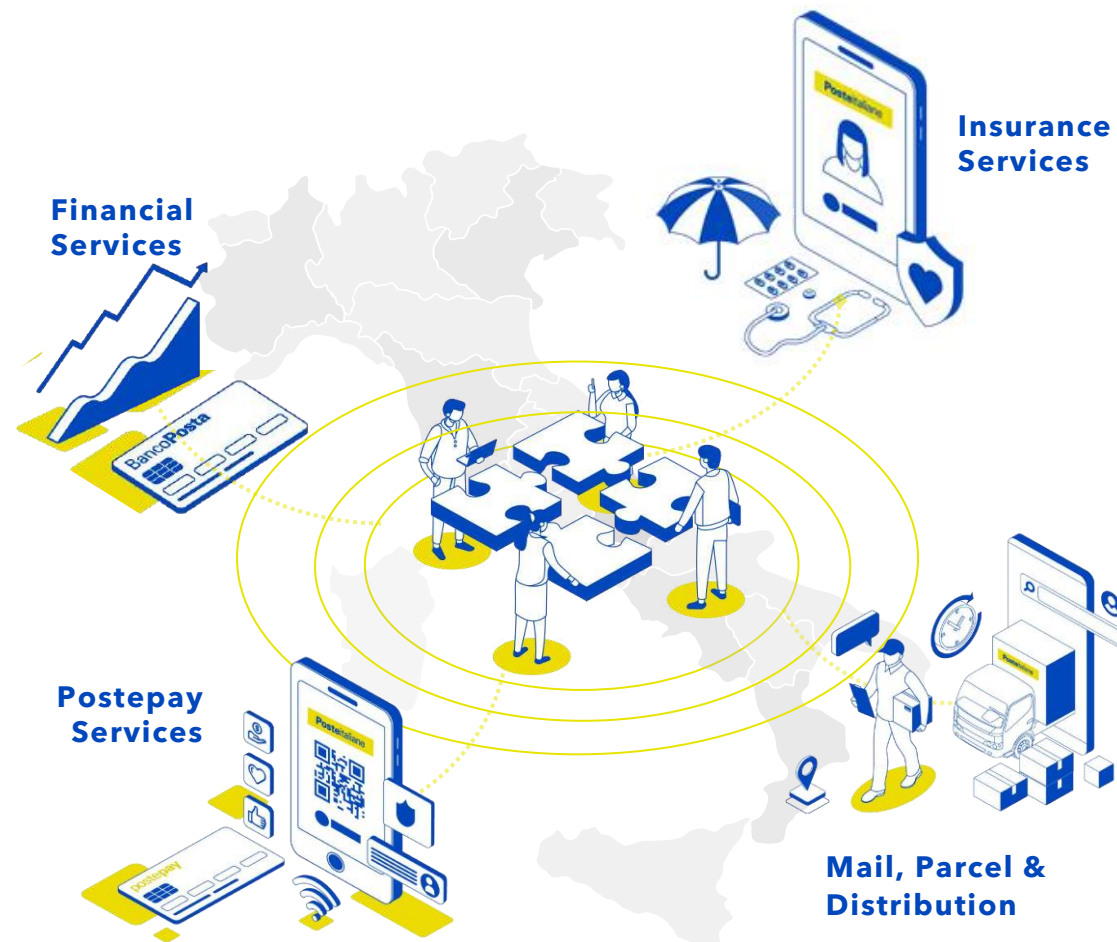 Insurance
Services
Posteitaliane
Financial
Services
BancoPosta
Postepay
Services
Posteitaliane
postepay
Posteitaliane
Mail, Parcel &
Distribution